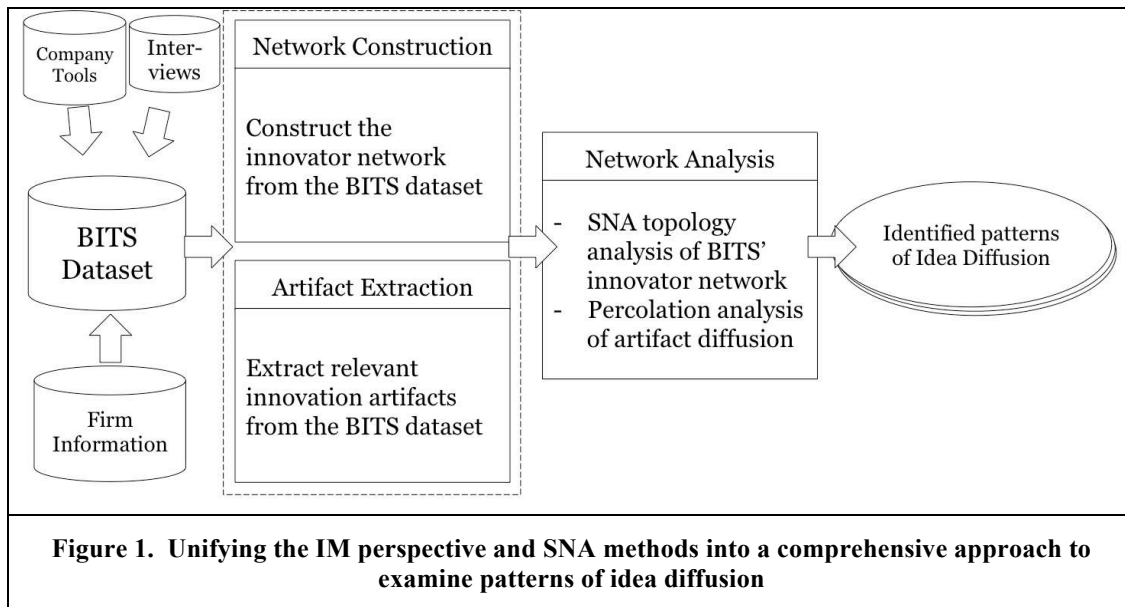 Company
Tools
Inter-
views
BITS
Dataset
Firm
Information
Network Construction
Construct the
innovator network
from the BITS dataset
Artifact Extraction
Extract relevant
innovation artifacts
from the BITS dataset
Network Analysis
- SNA topology
analysis of BITS'
innovator network
- Percolation analysis
of artifact diffusion
Identified patterns
of Idea Diffusion
Figure 1. Unifying the IM perspective and SNA methods into a comprehensive approach to
examine patterns of idea diffusion